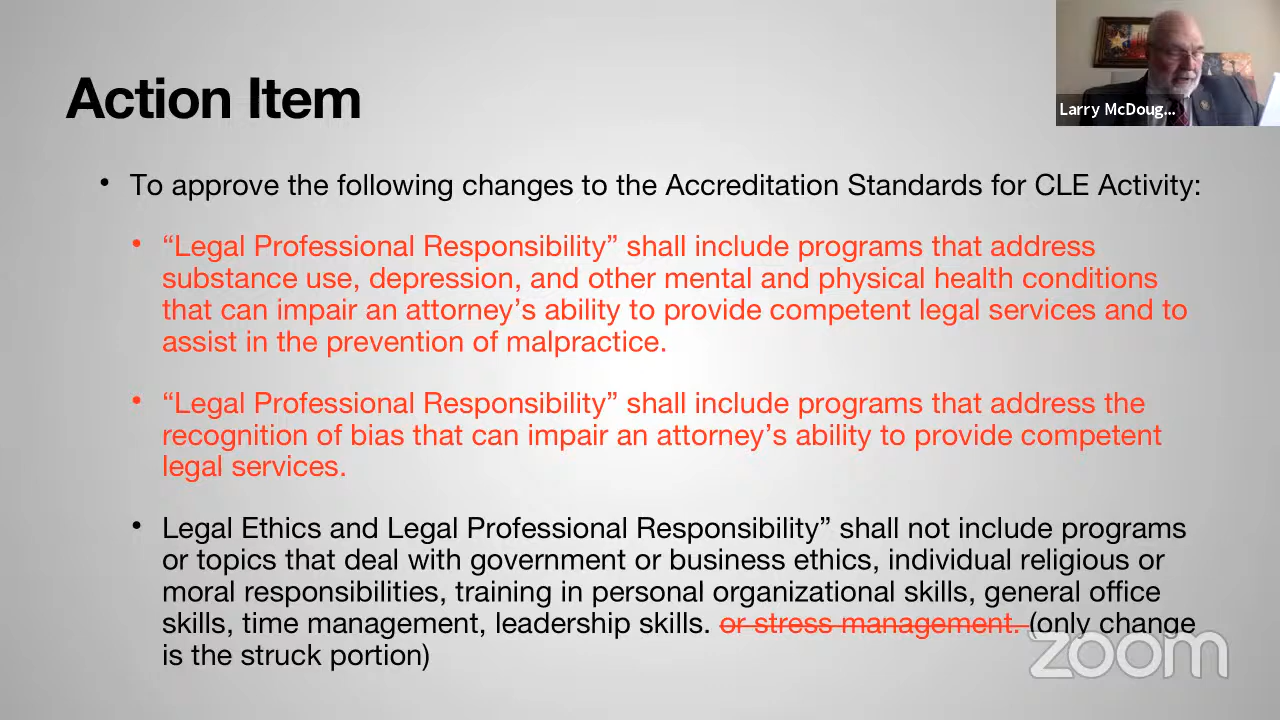 Action Item
Larry McDoug...
• To approve the following changes to the Accreditation Standards for CLE Activity:
• “Legal Professional Responsibility” shall include programs that address
substance use, depression, and other mental and physical health conditions
that can impair an attorney’s ability to provide competent legal services and to
assist in the prevention of malpractice.
• “Legal Professional Responsibility” shall include programs that address the
recognition of bias that can impair an attorney’s ability to provide competent
legal services.
• Legal Ethics and Legal Professional Responsibility” shall not include programs
or topics that deal with government or business ethics, individual religious or
moral responsibilities, training in personal organizational skills, general office
skills, time management, leadership skills. or stress management. (only change
is the struck portion)
zoom